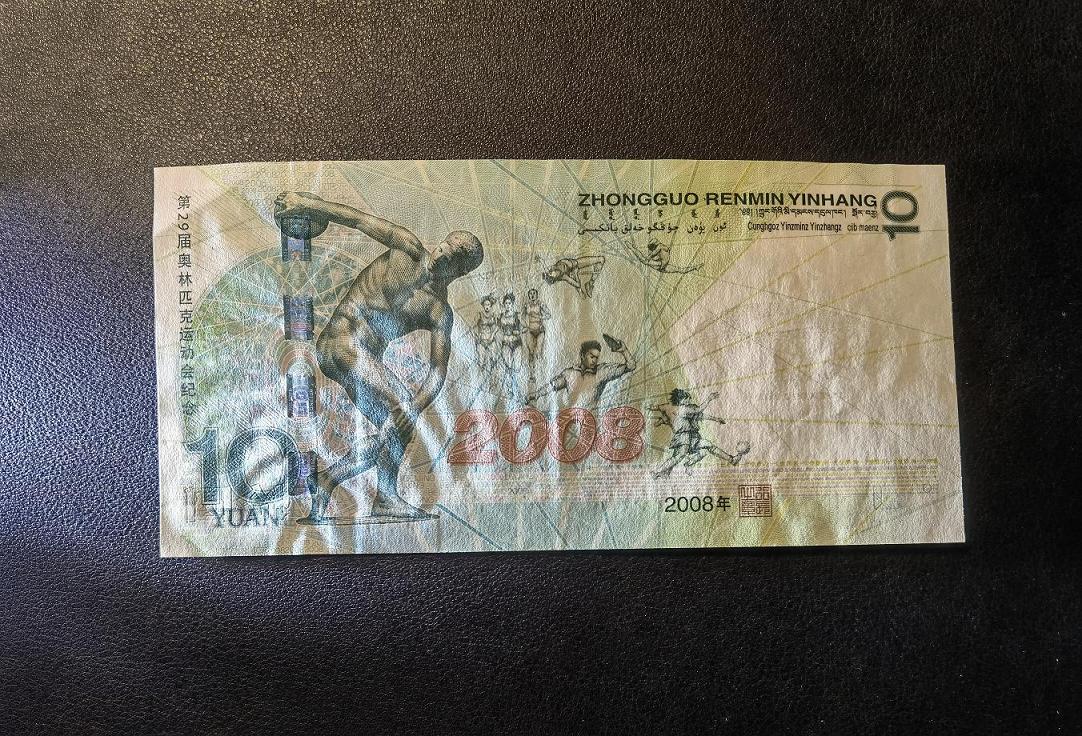 第29届奥林匹克运动会纪念
ZHONGGUO RENMIN YINHANG
10
Cunghgoz Yinzminz Yinzhangz cib maenz
2008
10
YUAN
2008年